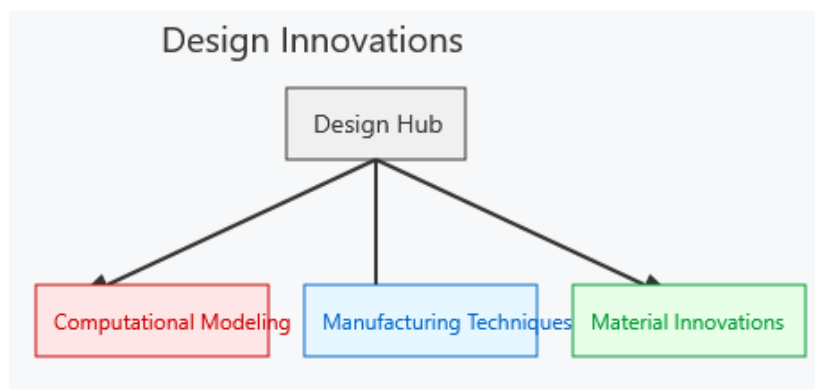 Design Innovations
Design Hub
Computational Modeling
Manufacturing Techniques
Material Innovations